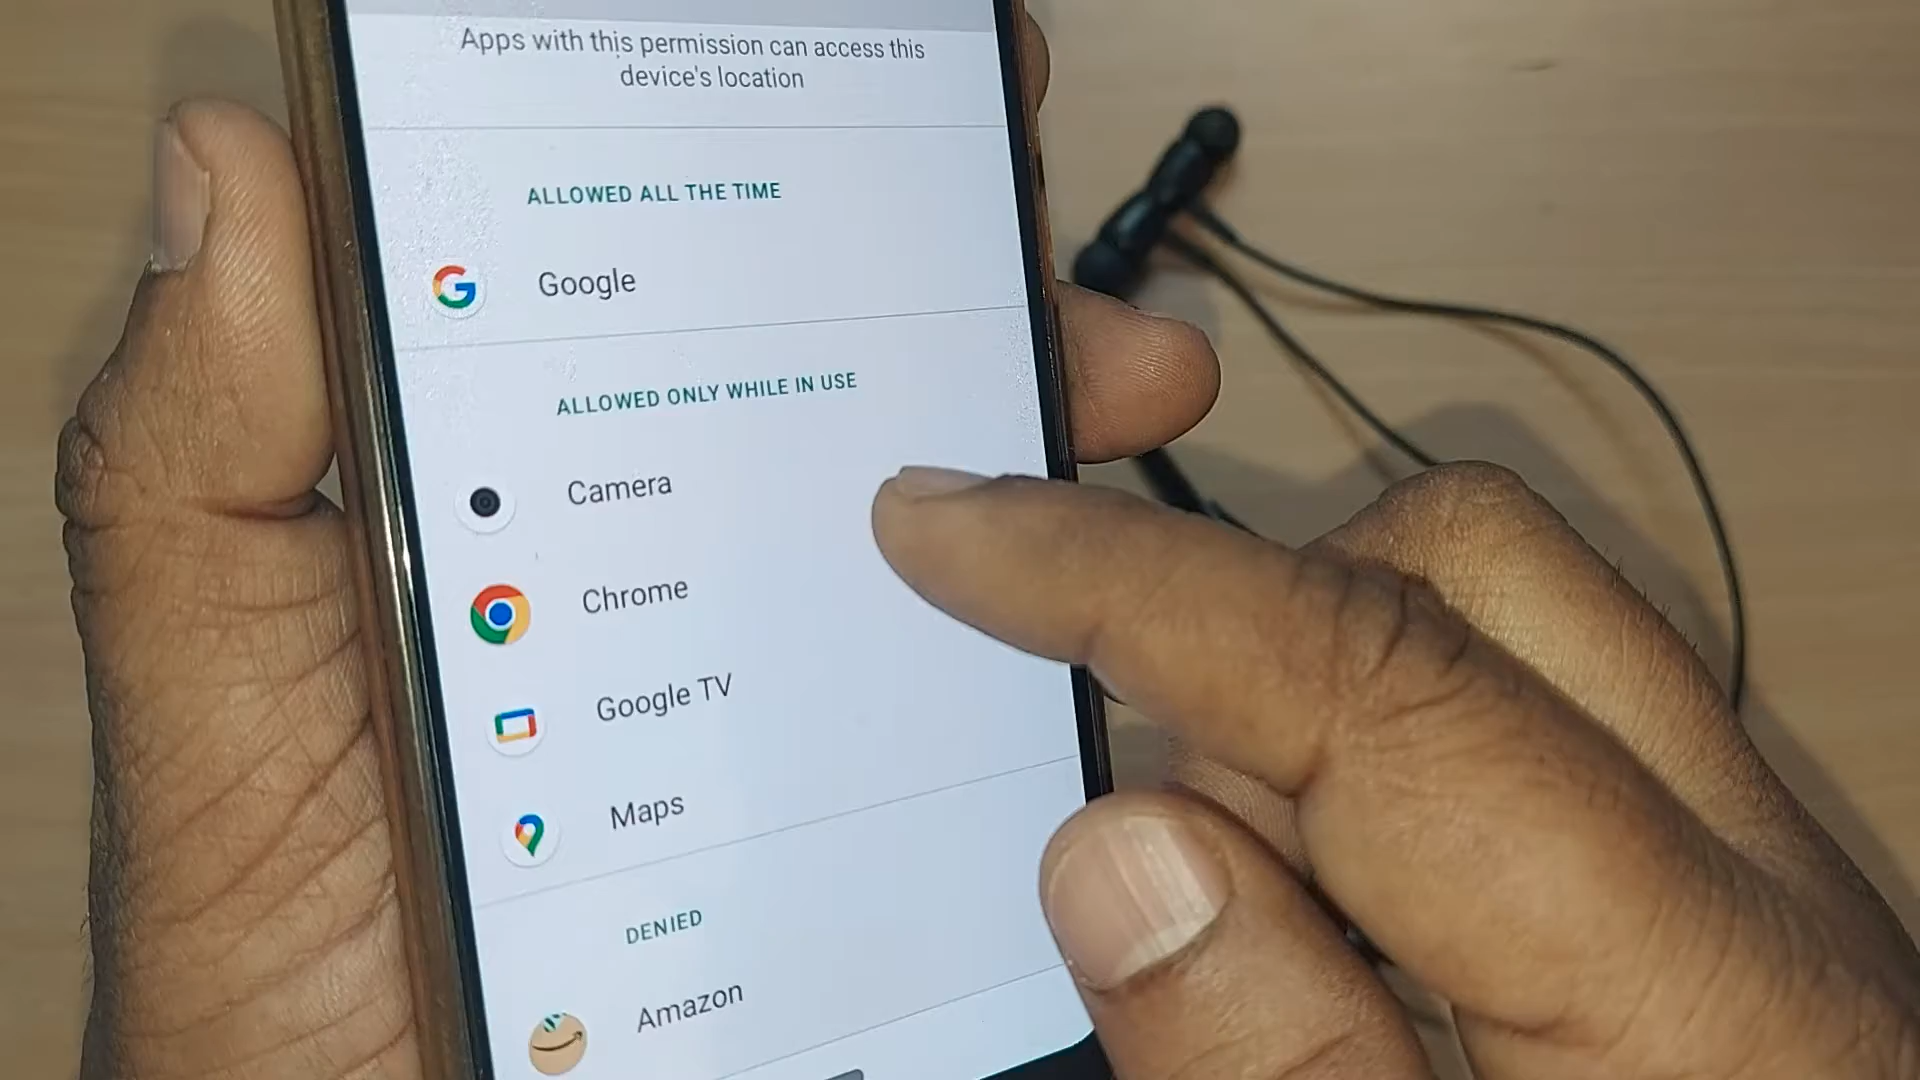 Apps with this permission can access this
device's location
ALLOWED ALL THE TIME
Google
ALLOWED ONLY WHILE IN USE
Camera
Chrome
Google TV
Maps
DENIED
Amazon